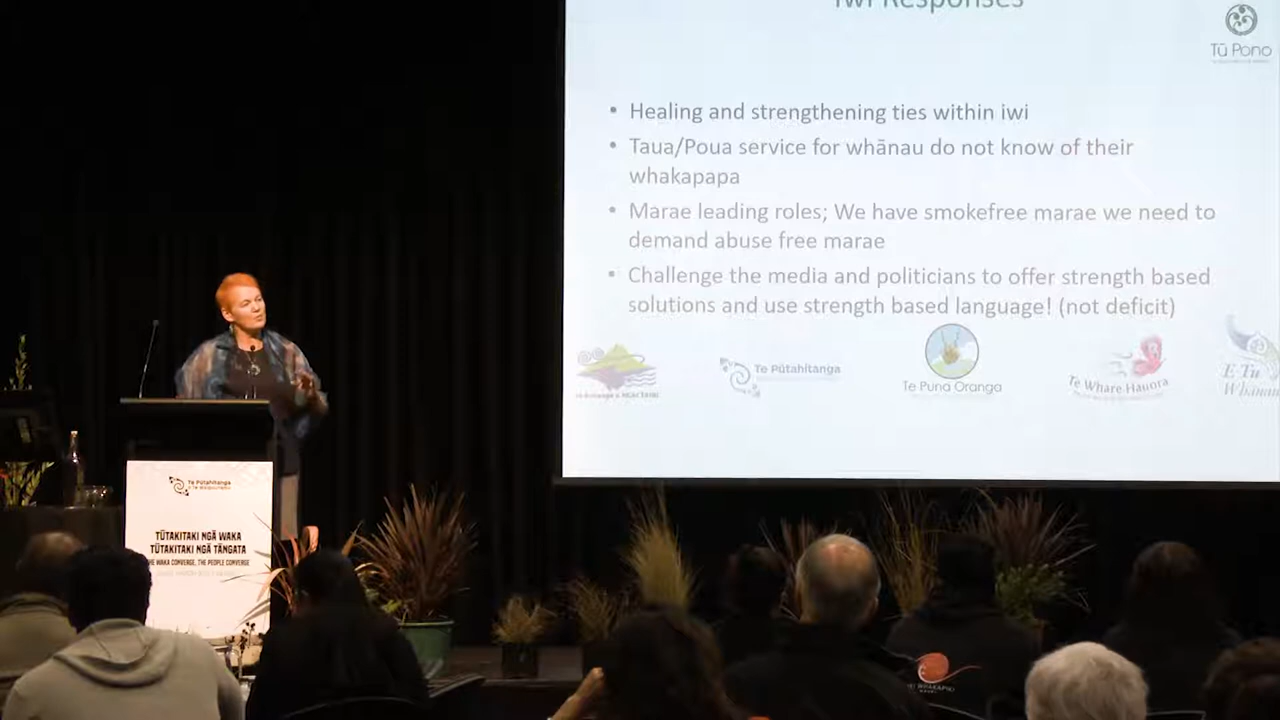 Iwi Responses
Tū Pono
• Healing and strengthening ties within iwi
• Taua/Poua service for whānau do not know of their
whakapapa
• Marae leading roles; We have smokefree marae we need to
demand abuse free marae
• Challenge the media and politicians to offer strength based
solutions and use strength based language! (not deficit)
Te Pūtahitanga
Te Puna Oranga
Te Whare Hauora
E Tu
Whānau
Te Pūtahitanga
TŪTAKITAKI NGĀ WAKA
TŪTAKITAKI NGĀ TĀNGATA
THE WAKA CONVERGE, THE PEOPLE CONVERGE